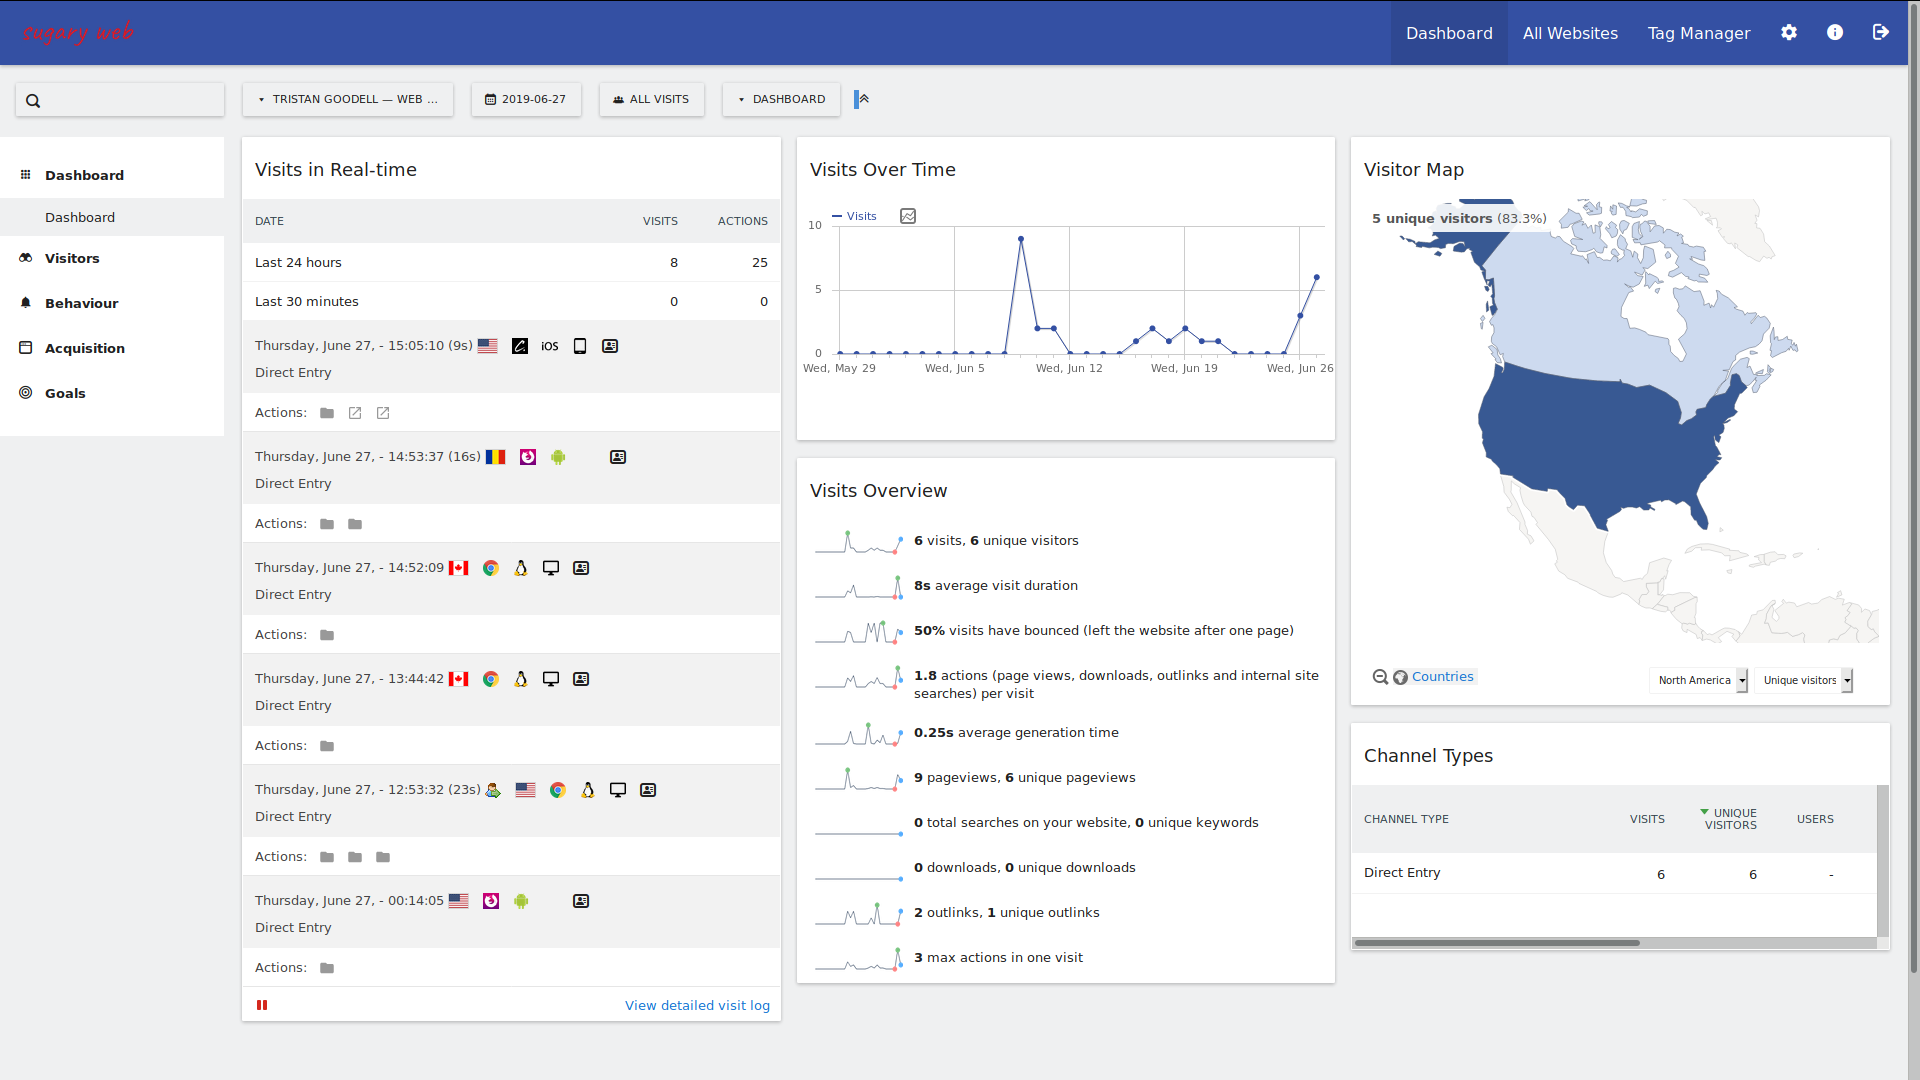 sugary web
Dashboard
All Websites
Tag Manager
TRISTAN GOODELL — WEB ...
2019-06-27
ALL VISITS
DASHBOARD
Dashboard
Dashboard
Visitors
Behaviour
Acquisition
Goals
Visits in Real-time
DATE VISITS ACTIONS
Last 24 hours 8 25
Last 30 minutes 0 0
Thursday, June 27, - 15:05:10 (9s) iOS
Direct Entry
Actions:
Thursday, June 27, - 14:53:37 (16s)
Direct Entry
Actions:
Thursday, June 27, - 14:52:09
Direct Entry
Actions:
Thursday, June 27, - 13:44:42
Direct Entry
Actions:
Thursday, June 27, - 12:53:32 (23s)
Direct Entry
Actions:
Thursday, June 27, - 00:14:05
Direct Entry
Actions:
View detailed visit log
Visits Over Time
Visits
10
5
0
Wed, May 29 Wed, Jun 5 Wed, Jun 12 Wed, Jun 19 Wed, Jun 26
Visits Overview
6 visits, 6 unique visitors
8s average visit duration
50% visits have bounced (left the website after one page)
1.8 actions (page views, downloads, outlinks and internal site
searches) per visit
0.25s average generation time
9 pageviews, 6 unique pageviews
0 total searches on your website, 0 unique keywords
0 downloads, 0 unique downloads
2 outlinks, 1 unique outlinks
3 max actions in one visit
Visitor Map
5 unique visitors (83.3%)
Countries
North America
Unique visitors
Channel Types
CHANNEL TYPE VISITS UNIQUE
VISITORS USERS
Direct Entry 6 6 -